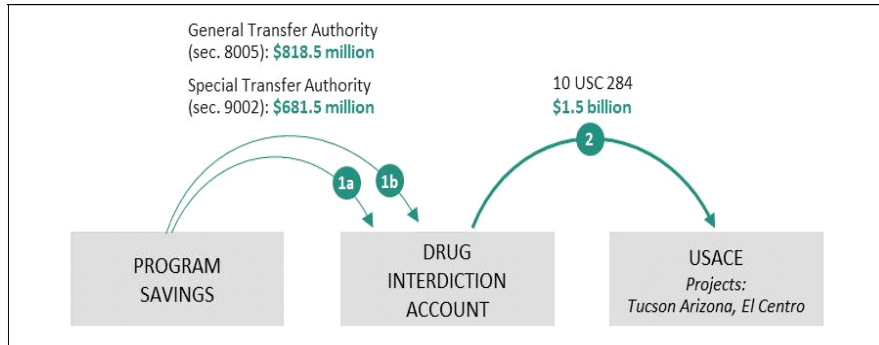 General Transfer Authority
(sec. 8005): $818.5 million
Special Transfer Authority
(sec. 9002): $681.5 million
10 USC 284
$1.5 billion
1a
1b
2
PROGRAM
SAVINGS
DRUG
INTERDICTION
ACCOUNT
USACE
Projects:
Tucson Arizona, El Centro